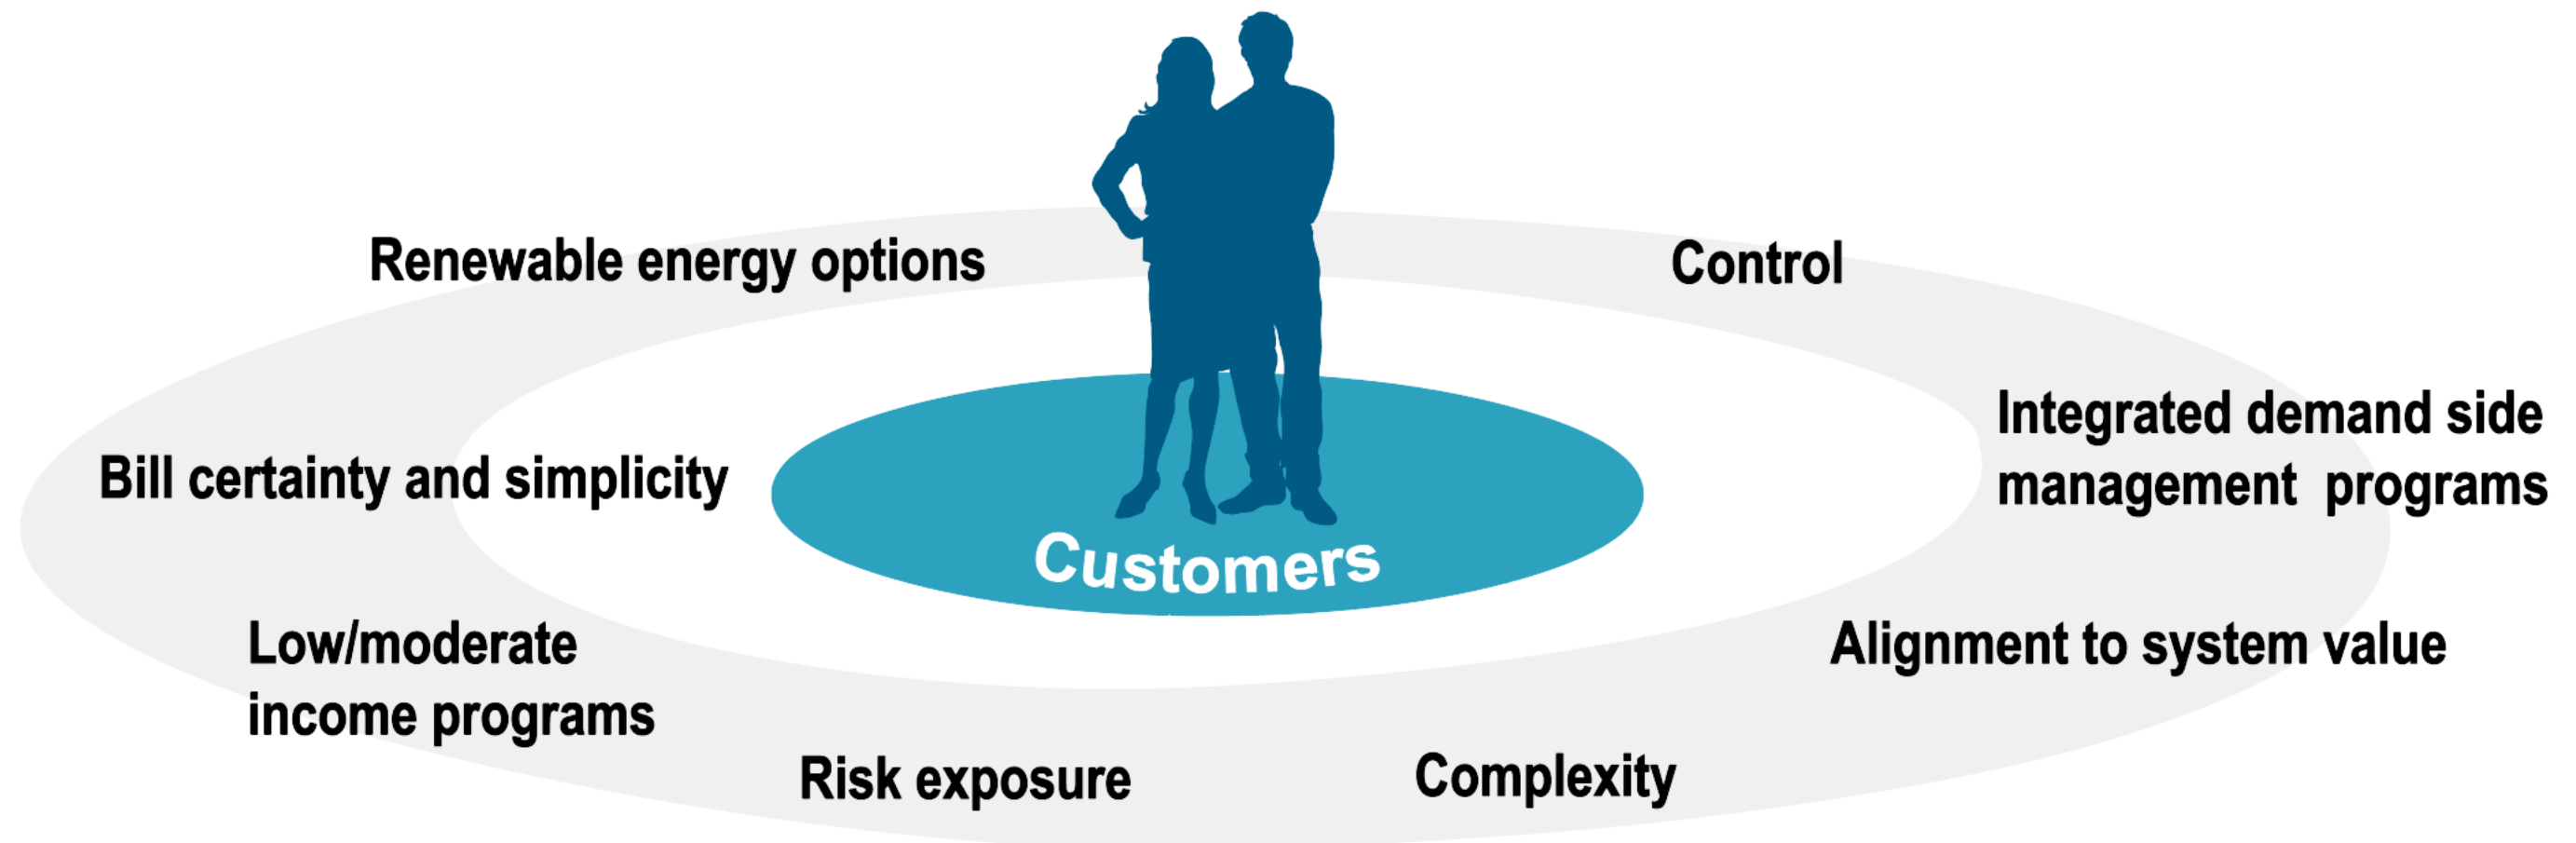 Renewable energy options
Control
Integrated demand side
management programs
Bill certainty and simplicity
Customers
Low/moderate
income programs
Alignment to system value
Risk exposure
Complexity